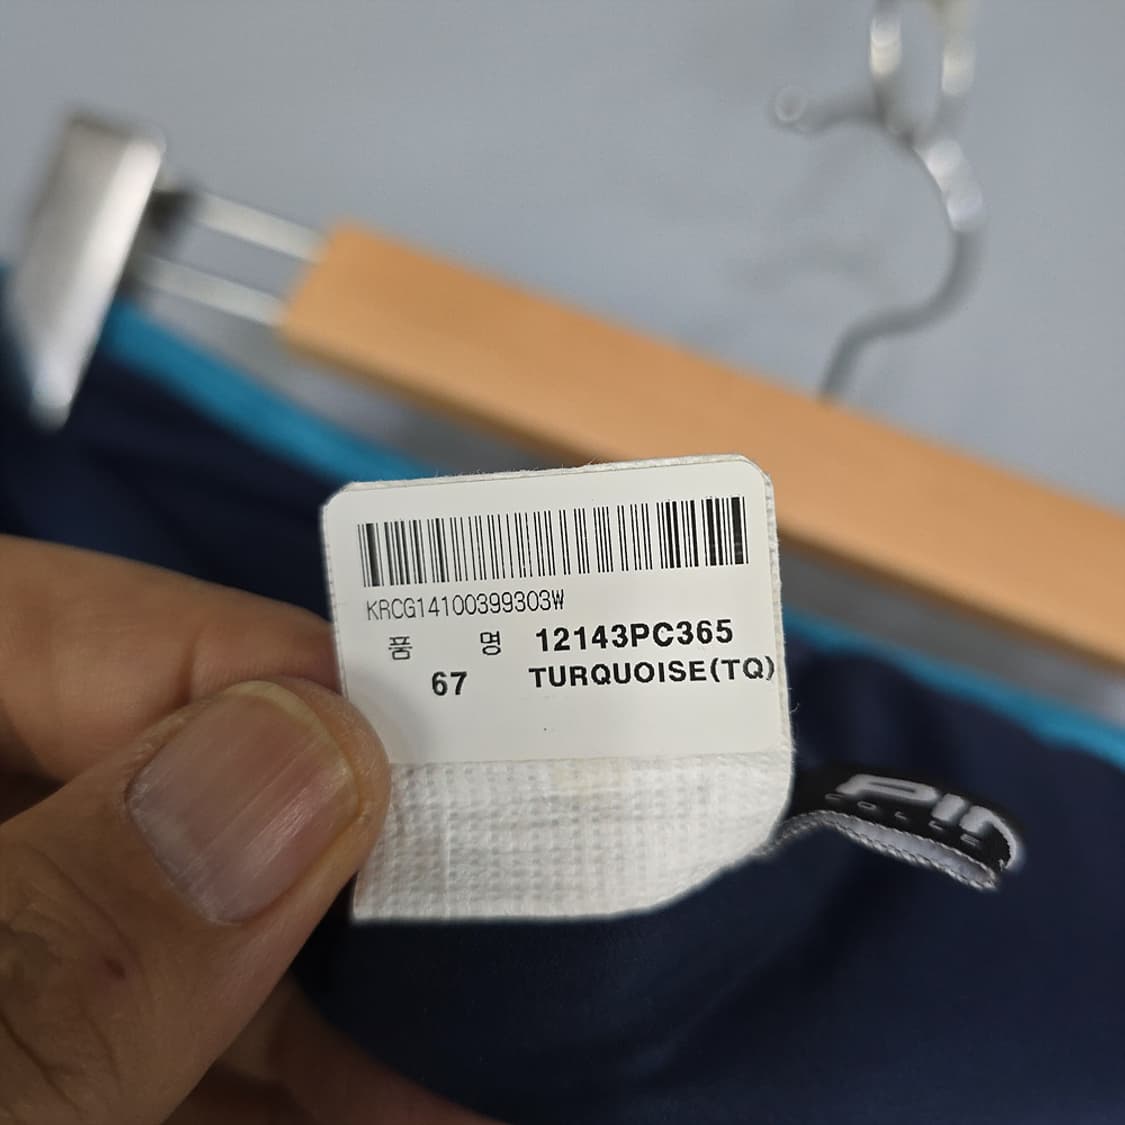 KRCG14100399303W
품 명 12143PC365
67 TURQUOISE(TQ)